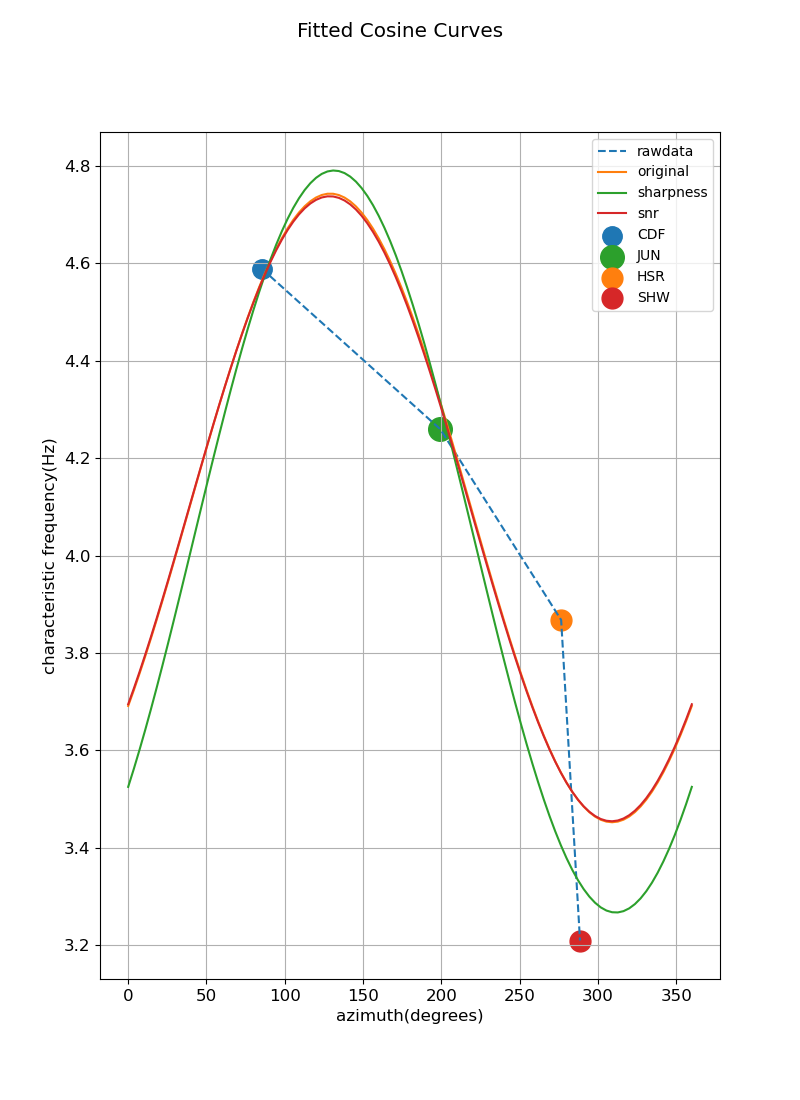 Fitted Cosine Curves
rawdata
original
sharpness
snr
CDF
JUN
HSR
SHW
4.8
4.6
4.4
4.2
4.0
3.8
3.6
3.4
3.2
characteristic frequency(Hz)
0 50 100 150 200 250 300 350
azimuth(degrees)